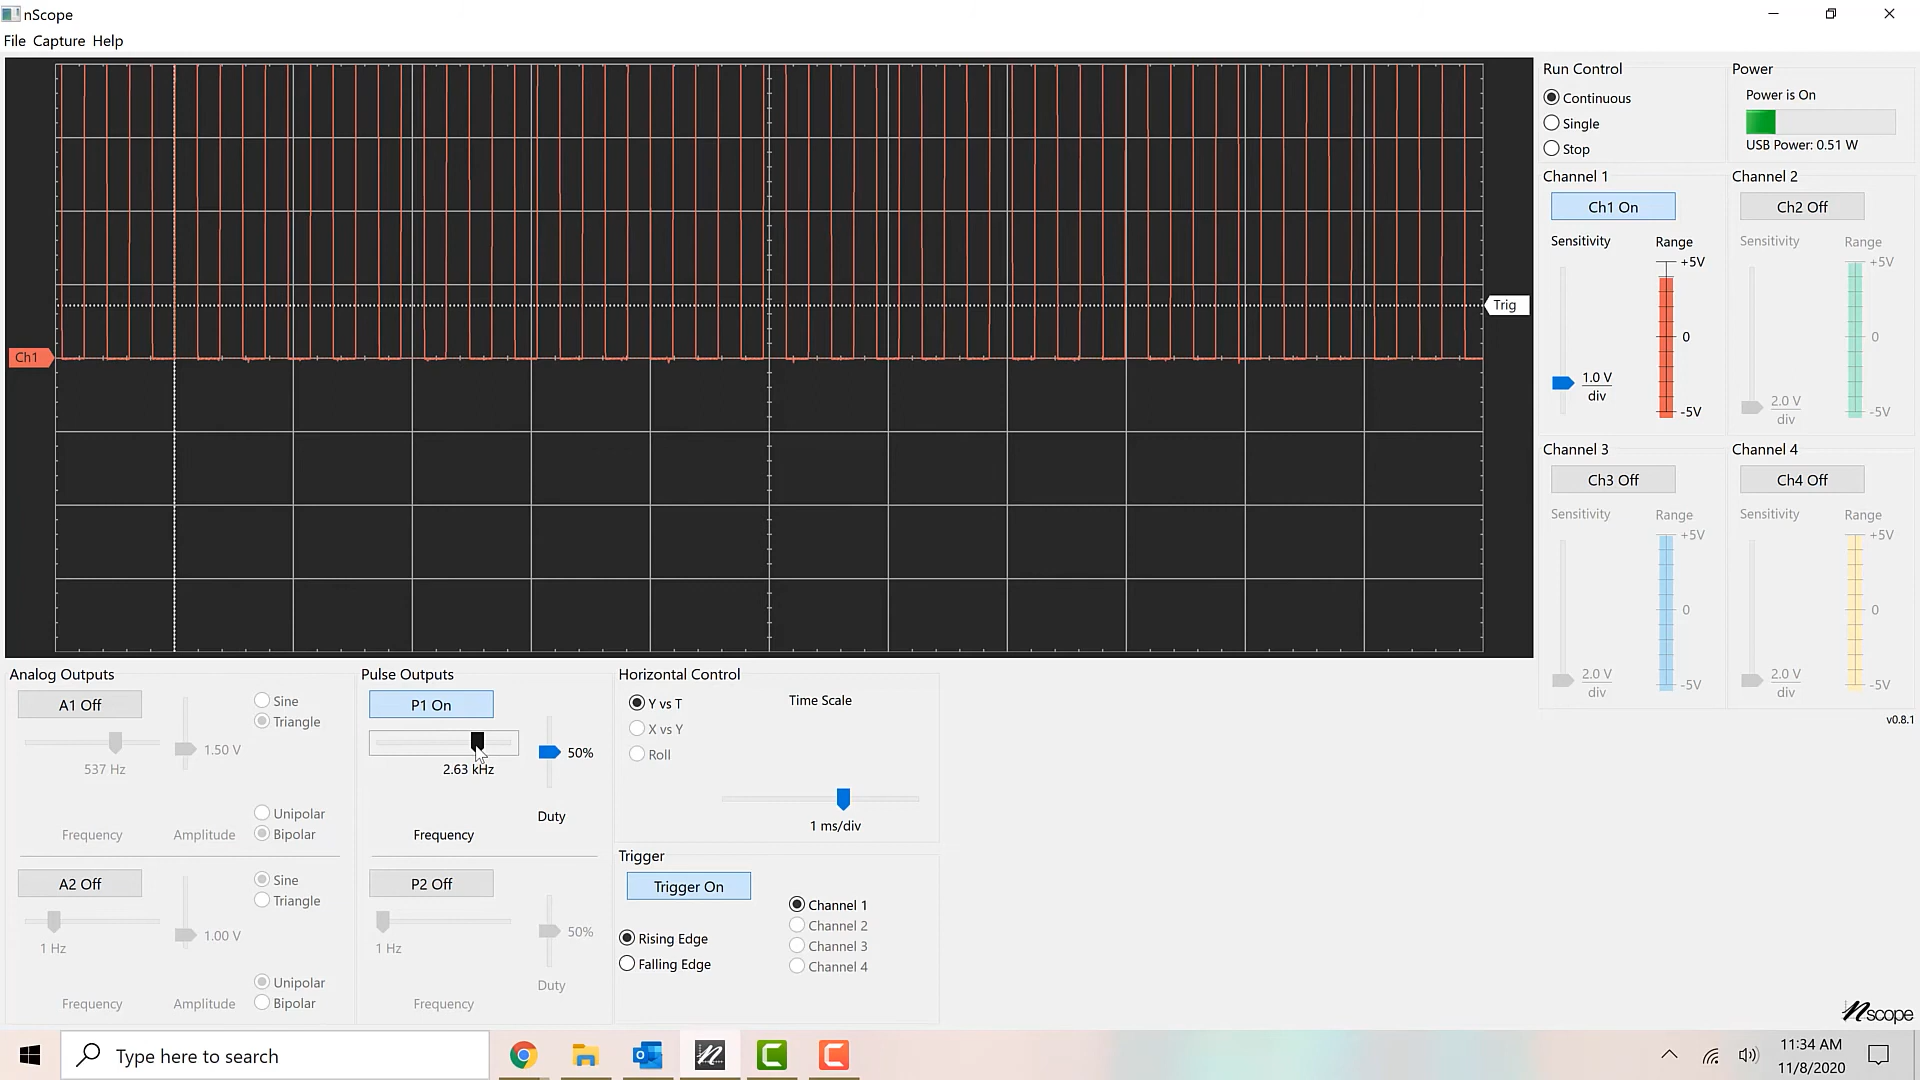 nScope
File Capture Help
Ch1
Trig
Run Control
Continuous
Single
Stop
Power
Power is On
USB Power: 0.51 W
Channel 1
Ch1 On
Sensitivity
Range
+5V
0
-5V
1.0 V
div
Channel 2
Ch2 Off
Sensitivity
Range
+5V
0
-5V
2.0 V
div
Channel 3
Ch3 Off
Sensitivity
Range
+5V
0
-5V
2.0 V
div
Channel 4
Ch4 Off
Sensitivity
Range
+5V
0
-5V
2.0 V
div
v0.8.1
Analog Outputs
A1 Off
Sine
Triangle
1.50 V
537 Hz
Unipolar
Bipolar
Frequency
Amplitude
A2 Off
Sine
Triangle
1.00 V
1 Hz
Unipolar
Bipolar
Frequency
Amplitude
Pulse Outputs
P1 On
50%
2.63 kHz
Duty
Frequency
P2 Off
50%
1 Hz
Duty
Frequency
Horizontal Control
Y vs T
X vs Y
Roll
Time Scale
1 ms/div
Trigger
Trigger On
Rising Edge
Falling Edge
Channel 1
Channel 2
Channel 3
Channel 4
nscope
Type here to search
11:34 AM
11/8/2020